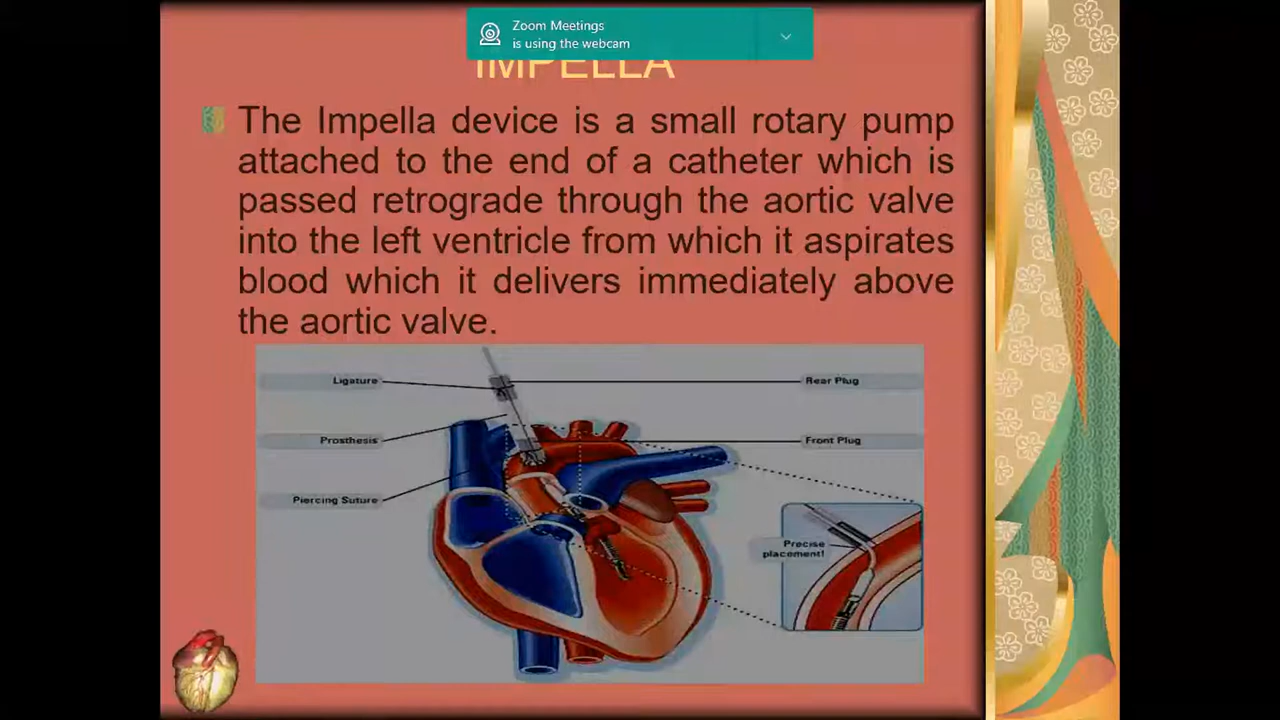 Zoom Meetings
is using the webcam
IMPELLA
The Impella device is a small rotary pump
attached to the end of a catheter which is
passed retrograde through the aortic valve
into the left ventricle from which it aspirates
blood which it delivers immediately above
the aortic valve.
Ligature
Rear Plug
Prosthesis
Front Plug
Piercing Suture
Precise
placement!